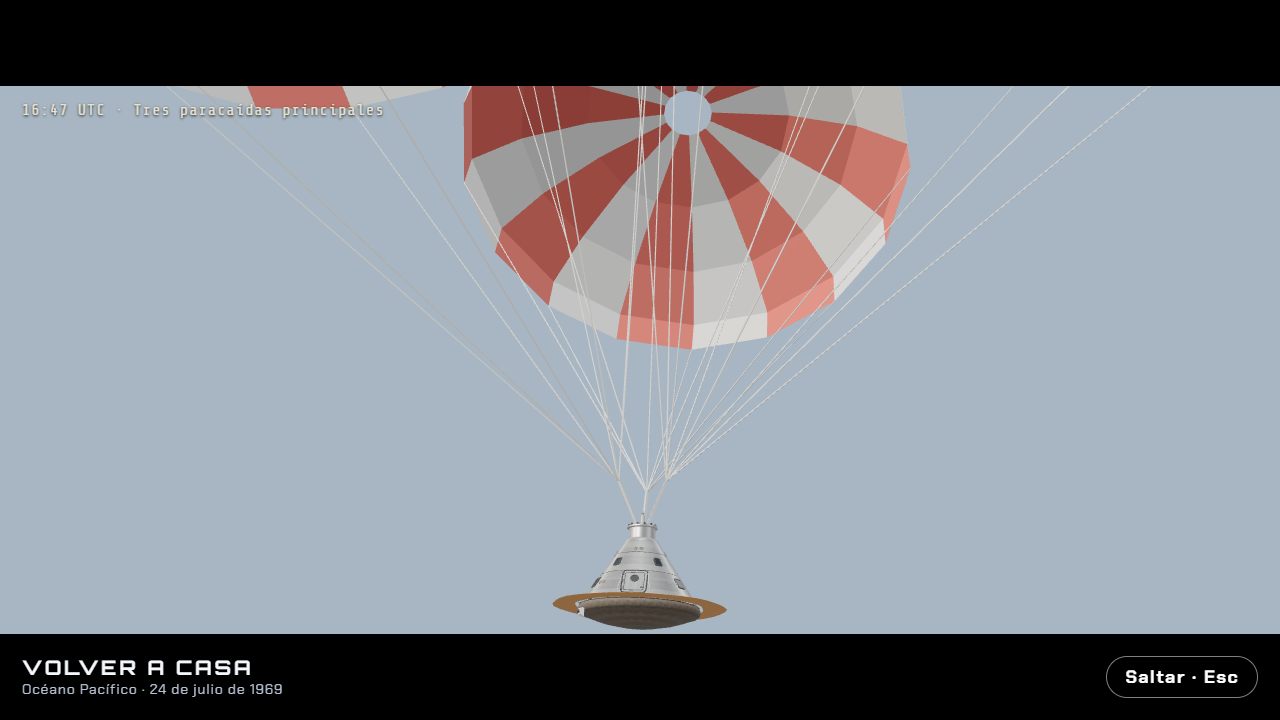 16:47 UTC · Tres paracaídas principales
VOLVER A CASA
Océano Pacífico · 24 de julio de 1969
Saltar · Esc